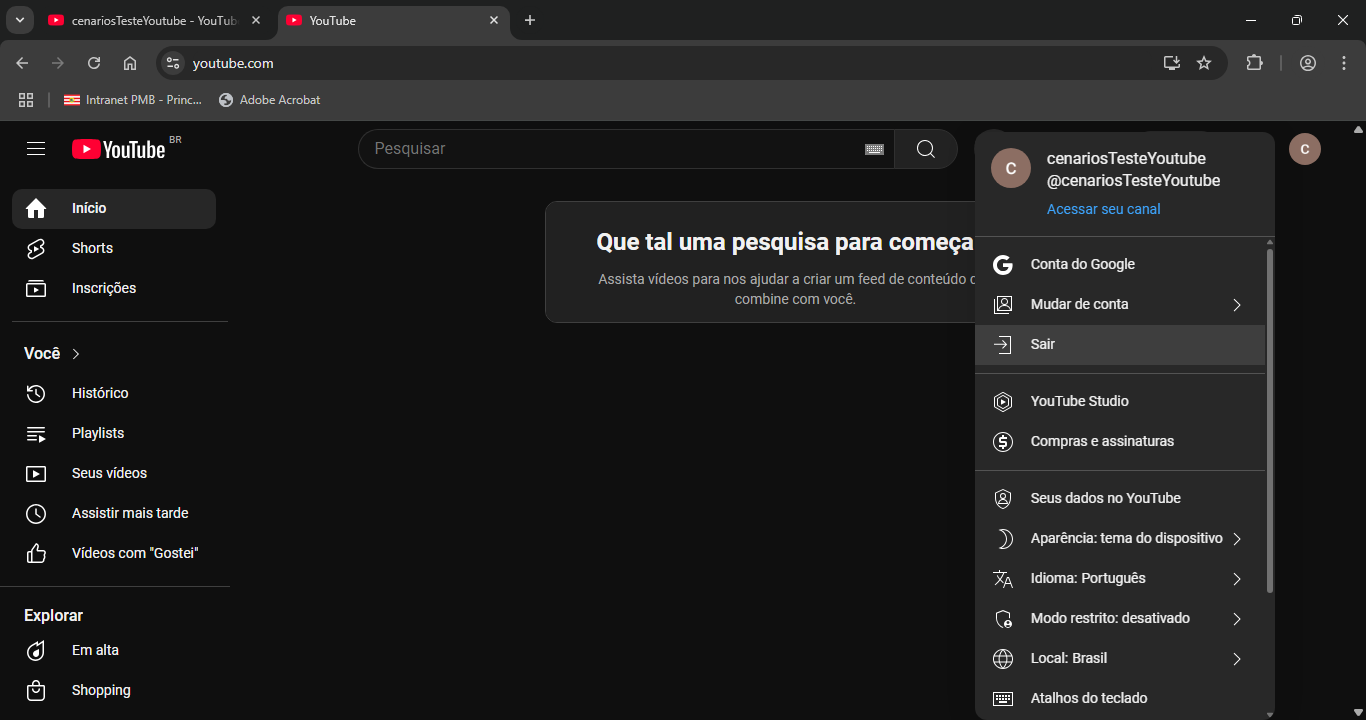 cenariosTesteYoutube - YouTub
YouTube
youtube.com
Intranet PMB - Princ...
Adobe Acrobat
YouTube BR
Pesquisar
C
Início
Shorts
Inscrições
Você
Histórico
Playlists
Seus vídeos
Assistir mais tarde
Vídeos com "Gostei"
Explorar
Em alta
Shopping
Que tal uma pesquisa para começa
Assista vídeos para nos ajudar a criar um feed de conteúdo
combine com você.
C
cenariosTesteYoutube
@cenariosTesteYoutube
Acessar seu canal
Conta do Google
Mudar de conta
Sair
YouTube Studio
Compras e assinaturas
Seus dados no YouTube
Aparência: tema do dispositivo
Idioma: Português
Modo restrito: desativado
Local: Brasil
Atalhos do teclado